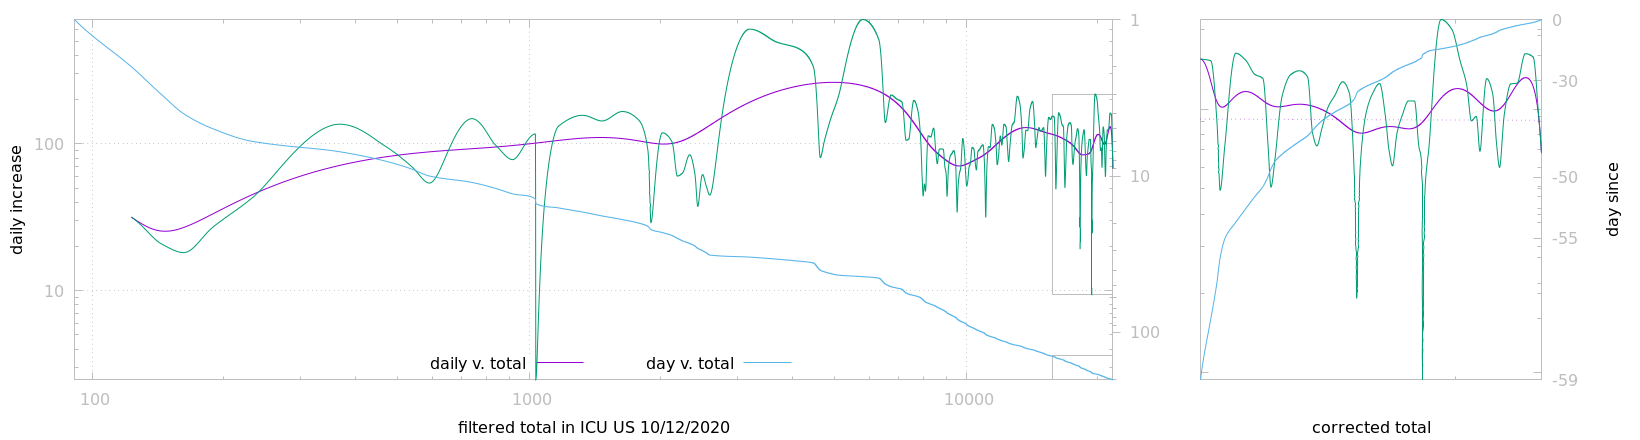 1
0
-30
100
daily increase
10
-50
day since
-55
10
100
daily v. total
day v. total
-59
100
1000
10000
filtered total in ICU US 10/12/2020
corrected total